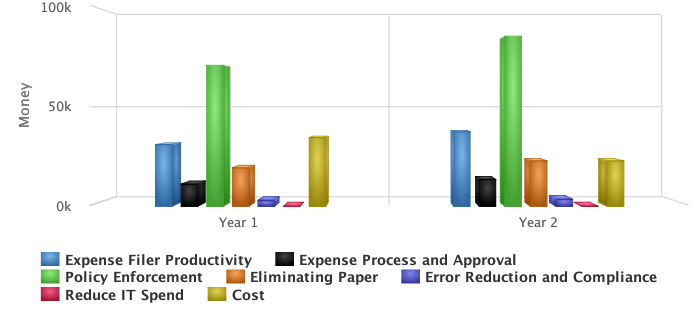 100k
50k
0k
Money
Year 1
Year 2
Expense Filer Productivity
Expense Process and Approval
Policy Enforcement
Eliminating Paper
Error Reduction and Compliance
Reduce IT Spend
Cost